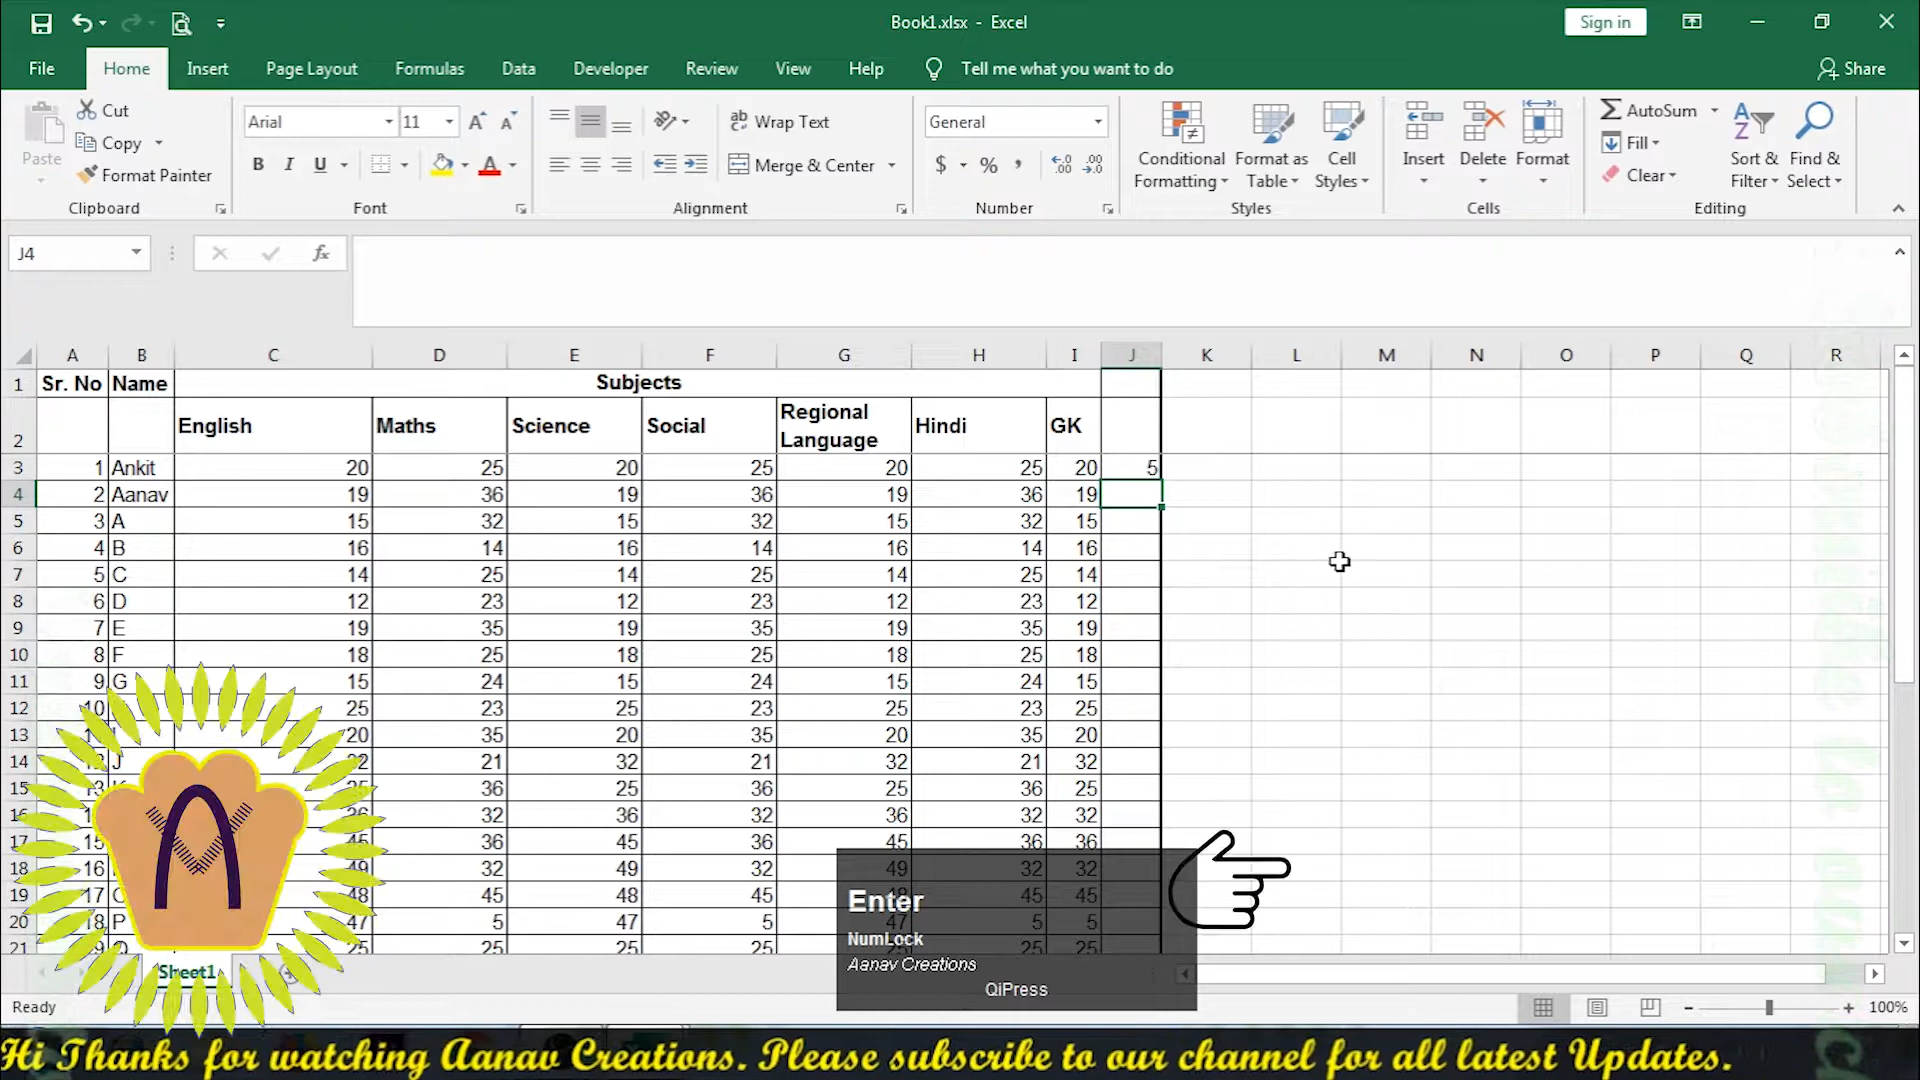 Book1.xlsx - Excel
Sign in
File Home Insert Page Layout Formulas Data Developer Review View Help Tell me what you want to do Share
Paste
Cut
Copy
Format Painter
Clipboard
Arial 11
B I U
Font
Wrap Text
Merge & Center
Alignment
General
$ % ,
Number
Conditional Formatting
Format as Table
Cell Styles
Styles
Insert Delete Format
Cells
AutoSum
Fill
Clear
Sort & Filter
Find & Select
Editing
J4 fx
A B C D E F G H I J K L M N O P Q R
1 Sr. No Name Subjects
2 English Maths Science Social Regional Language Hindi GK
3 1 Ankit 20 25 20 25 20 25 20 5
4 2 Aanav 19 36 19 36 19 36 19
5 3 A 15 32 15 32 15 32 15
6 4 B 16 14 16 14 16 14 16
7 5 C 14 25 14 25 14 25 14
8 6 D 12 23 12 23 12 23 12
9 7 E 19 35 19 35 19 35 19
10 8 F 18 25 18 25 18 25 18
11 9 G 15 24 15 24 15 24 15
12 10 25 23 25 23 25 23 25
13 20 35 20 35 20 35 20
14 J 21 32 21 32 21 32
15 36 25 36 25 36 25
16 32 36 32 36 32 32
17 15 36 45 36 45 36 36
18 16 49 32 49 32 49 32 32
19 17 48 45 48 45 48 45 45
20 18 P 47 5 47 5 47 5 5
21 25 25 25 25 25 25 25
Enter
NumLock
Aanav Creations
QiPress
Sheet1
Ready
100%
Hi Thanks for watching Aanav Creations. Please subscribe to our channel for all latest Updates.